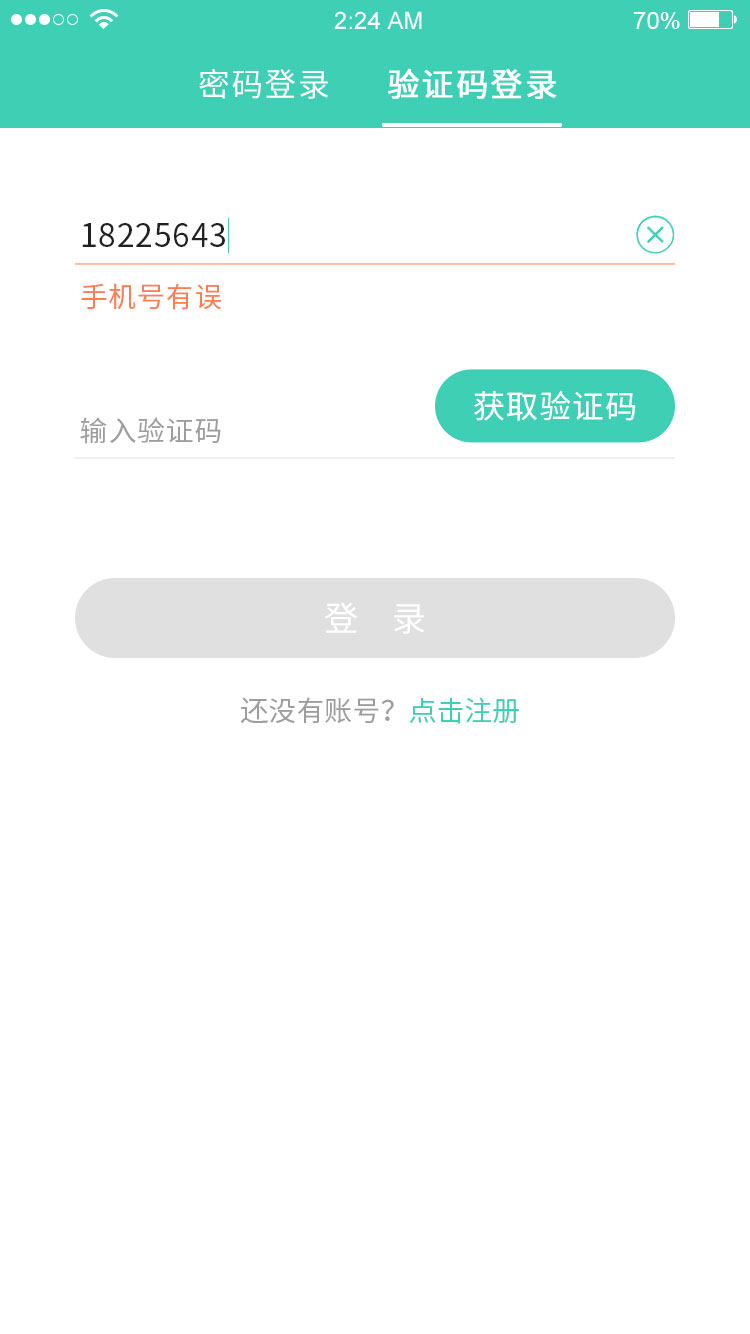 2:24 AM 70%
密码登录 验证码登录
18225643
手机号有误
输入验证码 获取验证码
登 录
还没有账号？点击注册